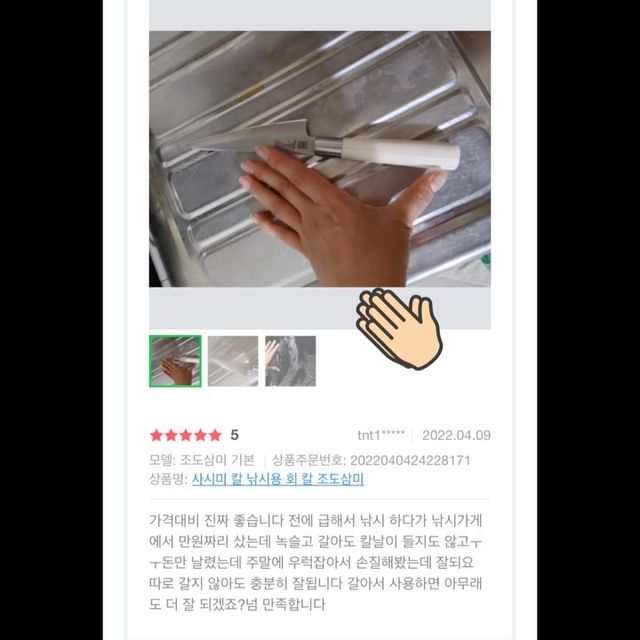 5
tnt1***** | 2022.04.09
모델: 조도삼미 기본 | 상품주문번호: 2022040424228171
상품명: 사시미 칼 낚시용 회 칼 조도삼미
가격대비 진짜 좋습니다 전에 급해서 낚시 하다가 낚시가게
에서 만원짜리 샀는데 녹슬고 갈아도 칼날이 들지도 않고ㅜ
ㅜ돈만 날렸는데 주말에 우럭잡아서 손질해봤는데 잘되요
따로 갈지 않아도 충분히 잘됩니다 갈아서 사용하면 아무래
도 더 잘 되겠죠?넘 만족합니다